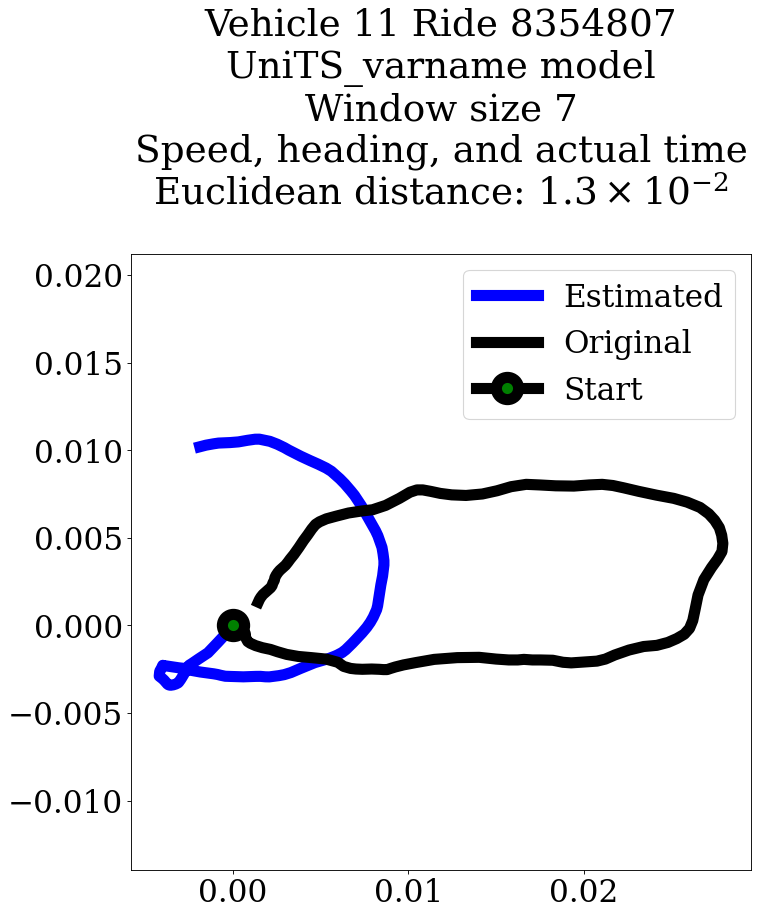 Vehicle 11 Ride 8354807
UniTS_varname model
Window size 7
Speed, heading, and actual time
Euclidean distance: 1.3 × 10⁻²
Estimated
Original
Start
0.020
0.015
0.010
0.005
0.000
−0.005
−0.010
0.00 0.01 0.02